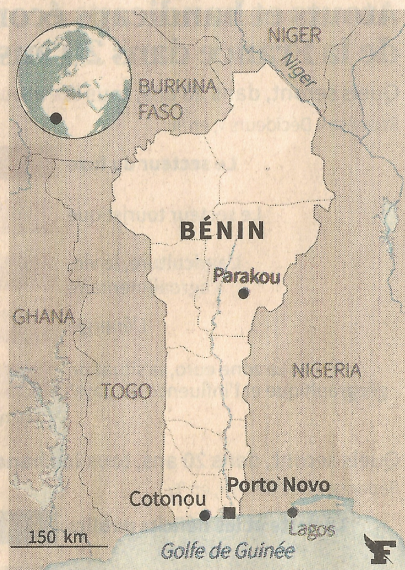 NIGER
Niger
BURKINA
FASO
BÉNIN
Parakou
GHANA
NIGERIA
TOGO
Porto Novo
Cotonou
Lagos
150 km
Golfe de Guinée
F